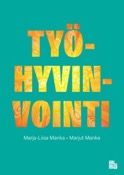 TYÖ-
HYVIN-
VOINTI
Marja-Liisa Manka • Marjut Manka